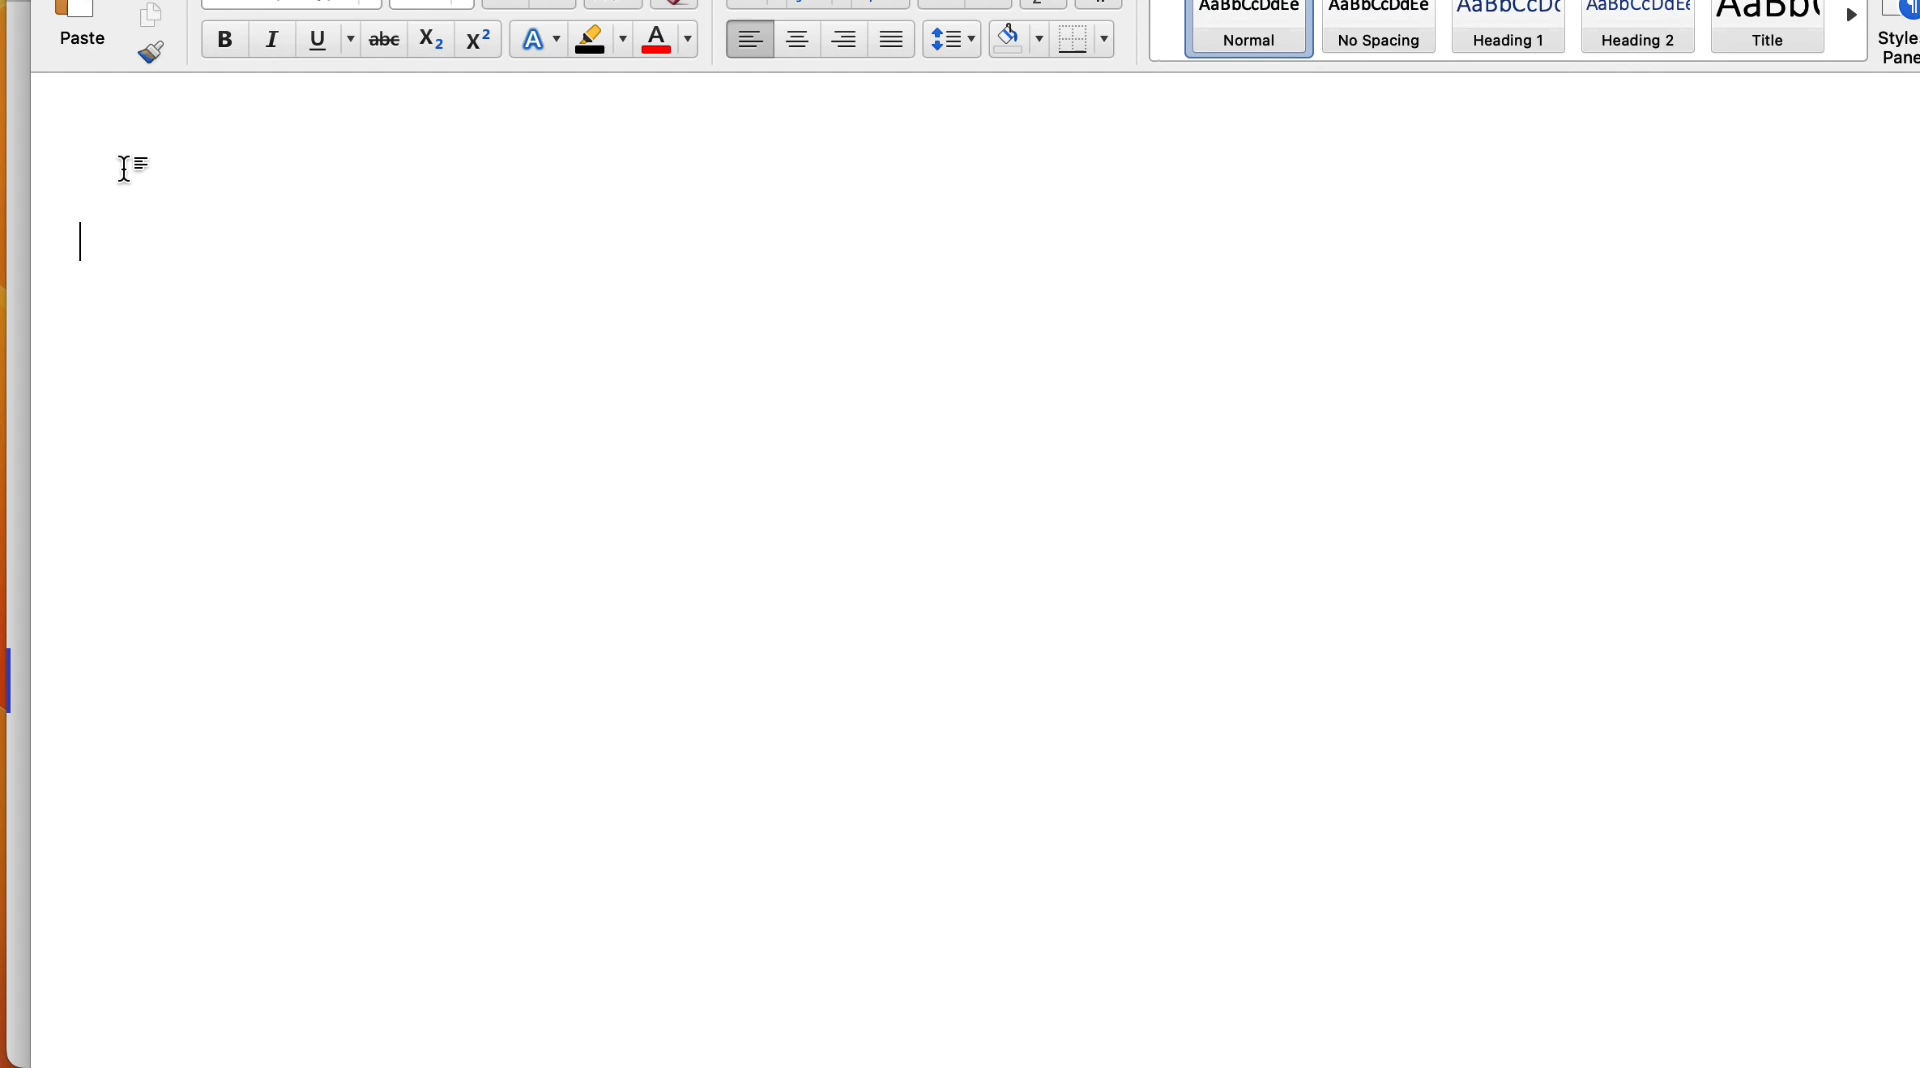 AaBbCcDdEe AaBbCcDdEe AaBbCcDc AaBbCcDdEe AaBb(
Paste B I U abc X2 X2 A A Normal No Spacing Heading 1 Heading 2 Title Style
Pane